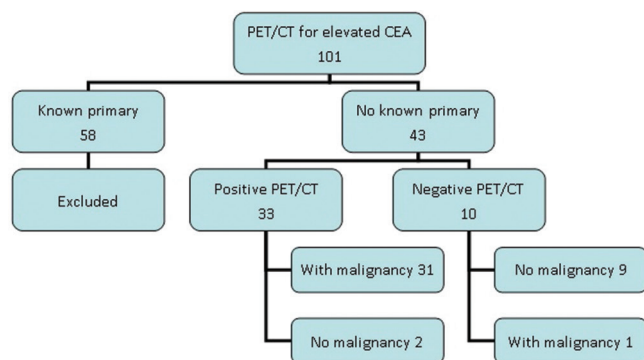 PET/CT for elevated CEA
101
Known primary
58
No known primary
43
Excluded
Positive PET/CT
33
Negative PET/CT
10
With malignancy 31
No malignancy 9
No malignancy 2
With malignancy 1